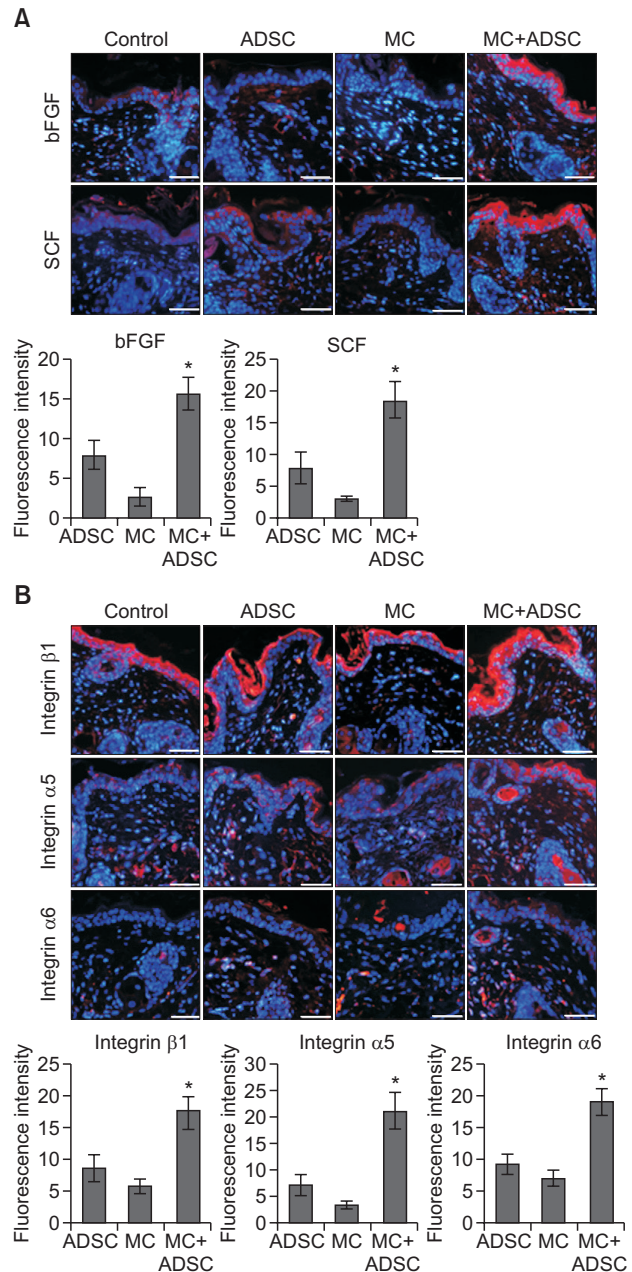 A
Control ADSC MC MC+ADSC
bFGF
SCF
bFGF
Fluorescence intensity
20
15
10
5
0
*
ADSC MC MC+
ADSC
SCF
Fluorescence intensity
25
20
15
10
5
0
*
ADSC MC MC+
ADSC
B
Control ADSC MC MC+ADSC
Integrin β1
Integrin α5
Integrin α6
Integrin β1
Fluorescence intensity
25
20
15
10
5
0
*
ADSC MC MC+
ADSC
Integrin α5
Fluorescence intensity
30
25
20
15
10
5
0
*
ADSC MC MC+
ADSC
Integrin α6
Fluorescence intensity
25
20
15
10
5
0
*
ADSC MC MC+
ADSC